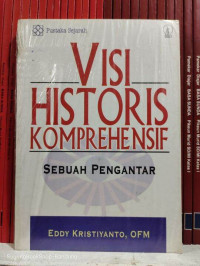 Pustaka Sejarah
VISI
HISTORIS
KOMPREHENSIF
SEBUAH PENGANTAR
EDDY KRISTIYANTO, OFM